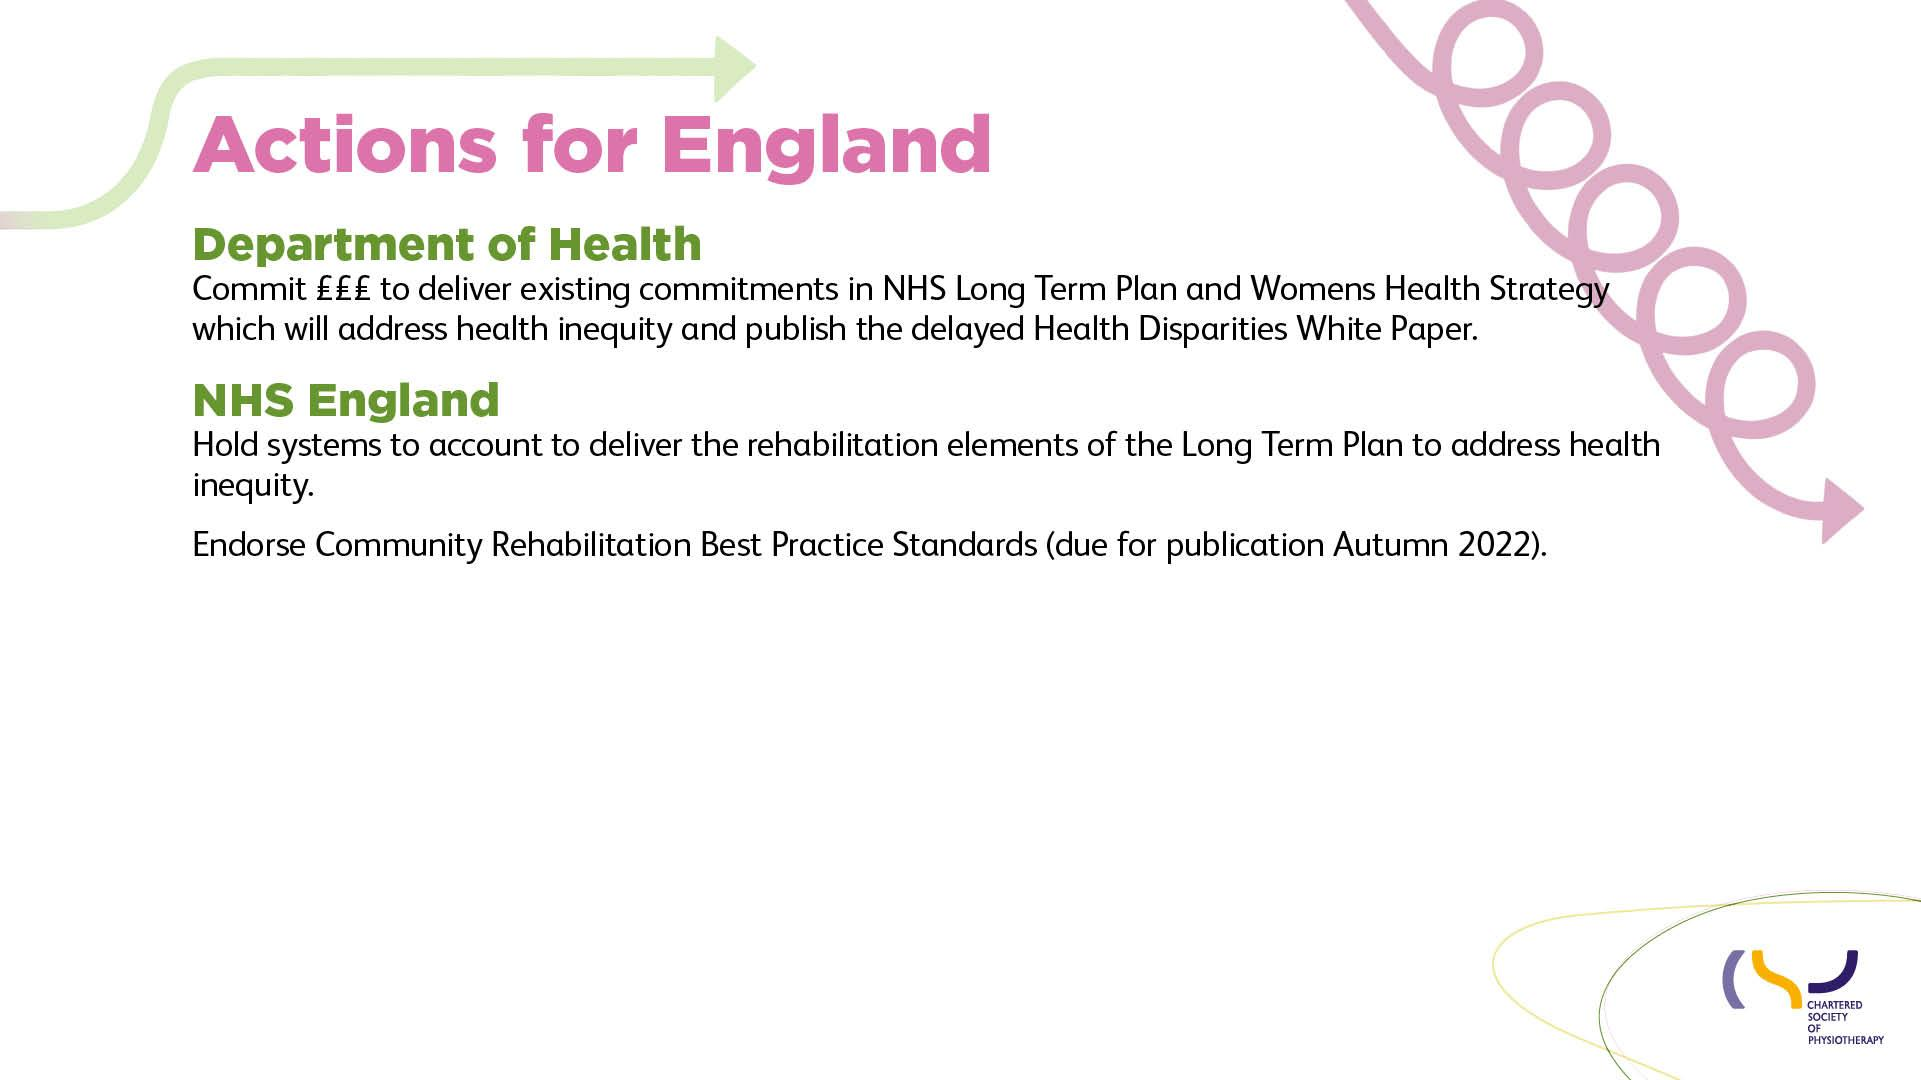 Actions for England
Department of Health
Commit £££ to deliver existing commitments in NHS Long Term Plan and Womens Health Strategy
which will address health inequity and publish the delayed Health Disparities White Paper.
NHS England
Hold systems to account to deliver the rehabilitation elements of the Long Term Plan to address health
inequity.
Endorse Community Rehabilitation Best Practice Standards (due for publication Autumn 2022).
CHARTERED
SOCIETY
OF
PHYSIOTHERAPY